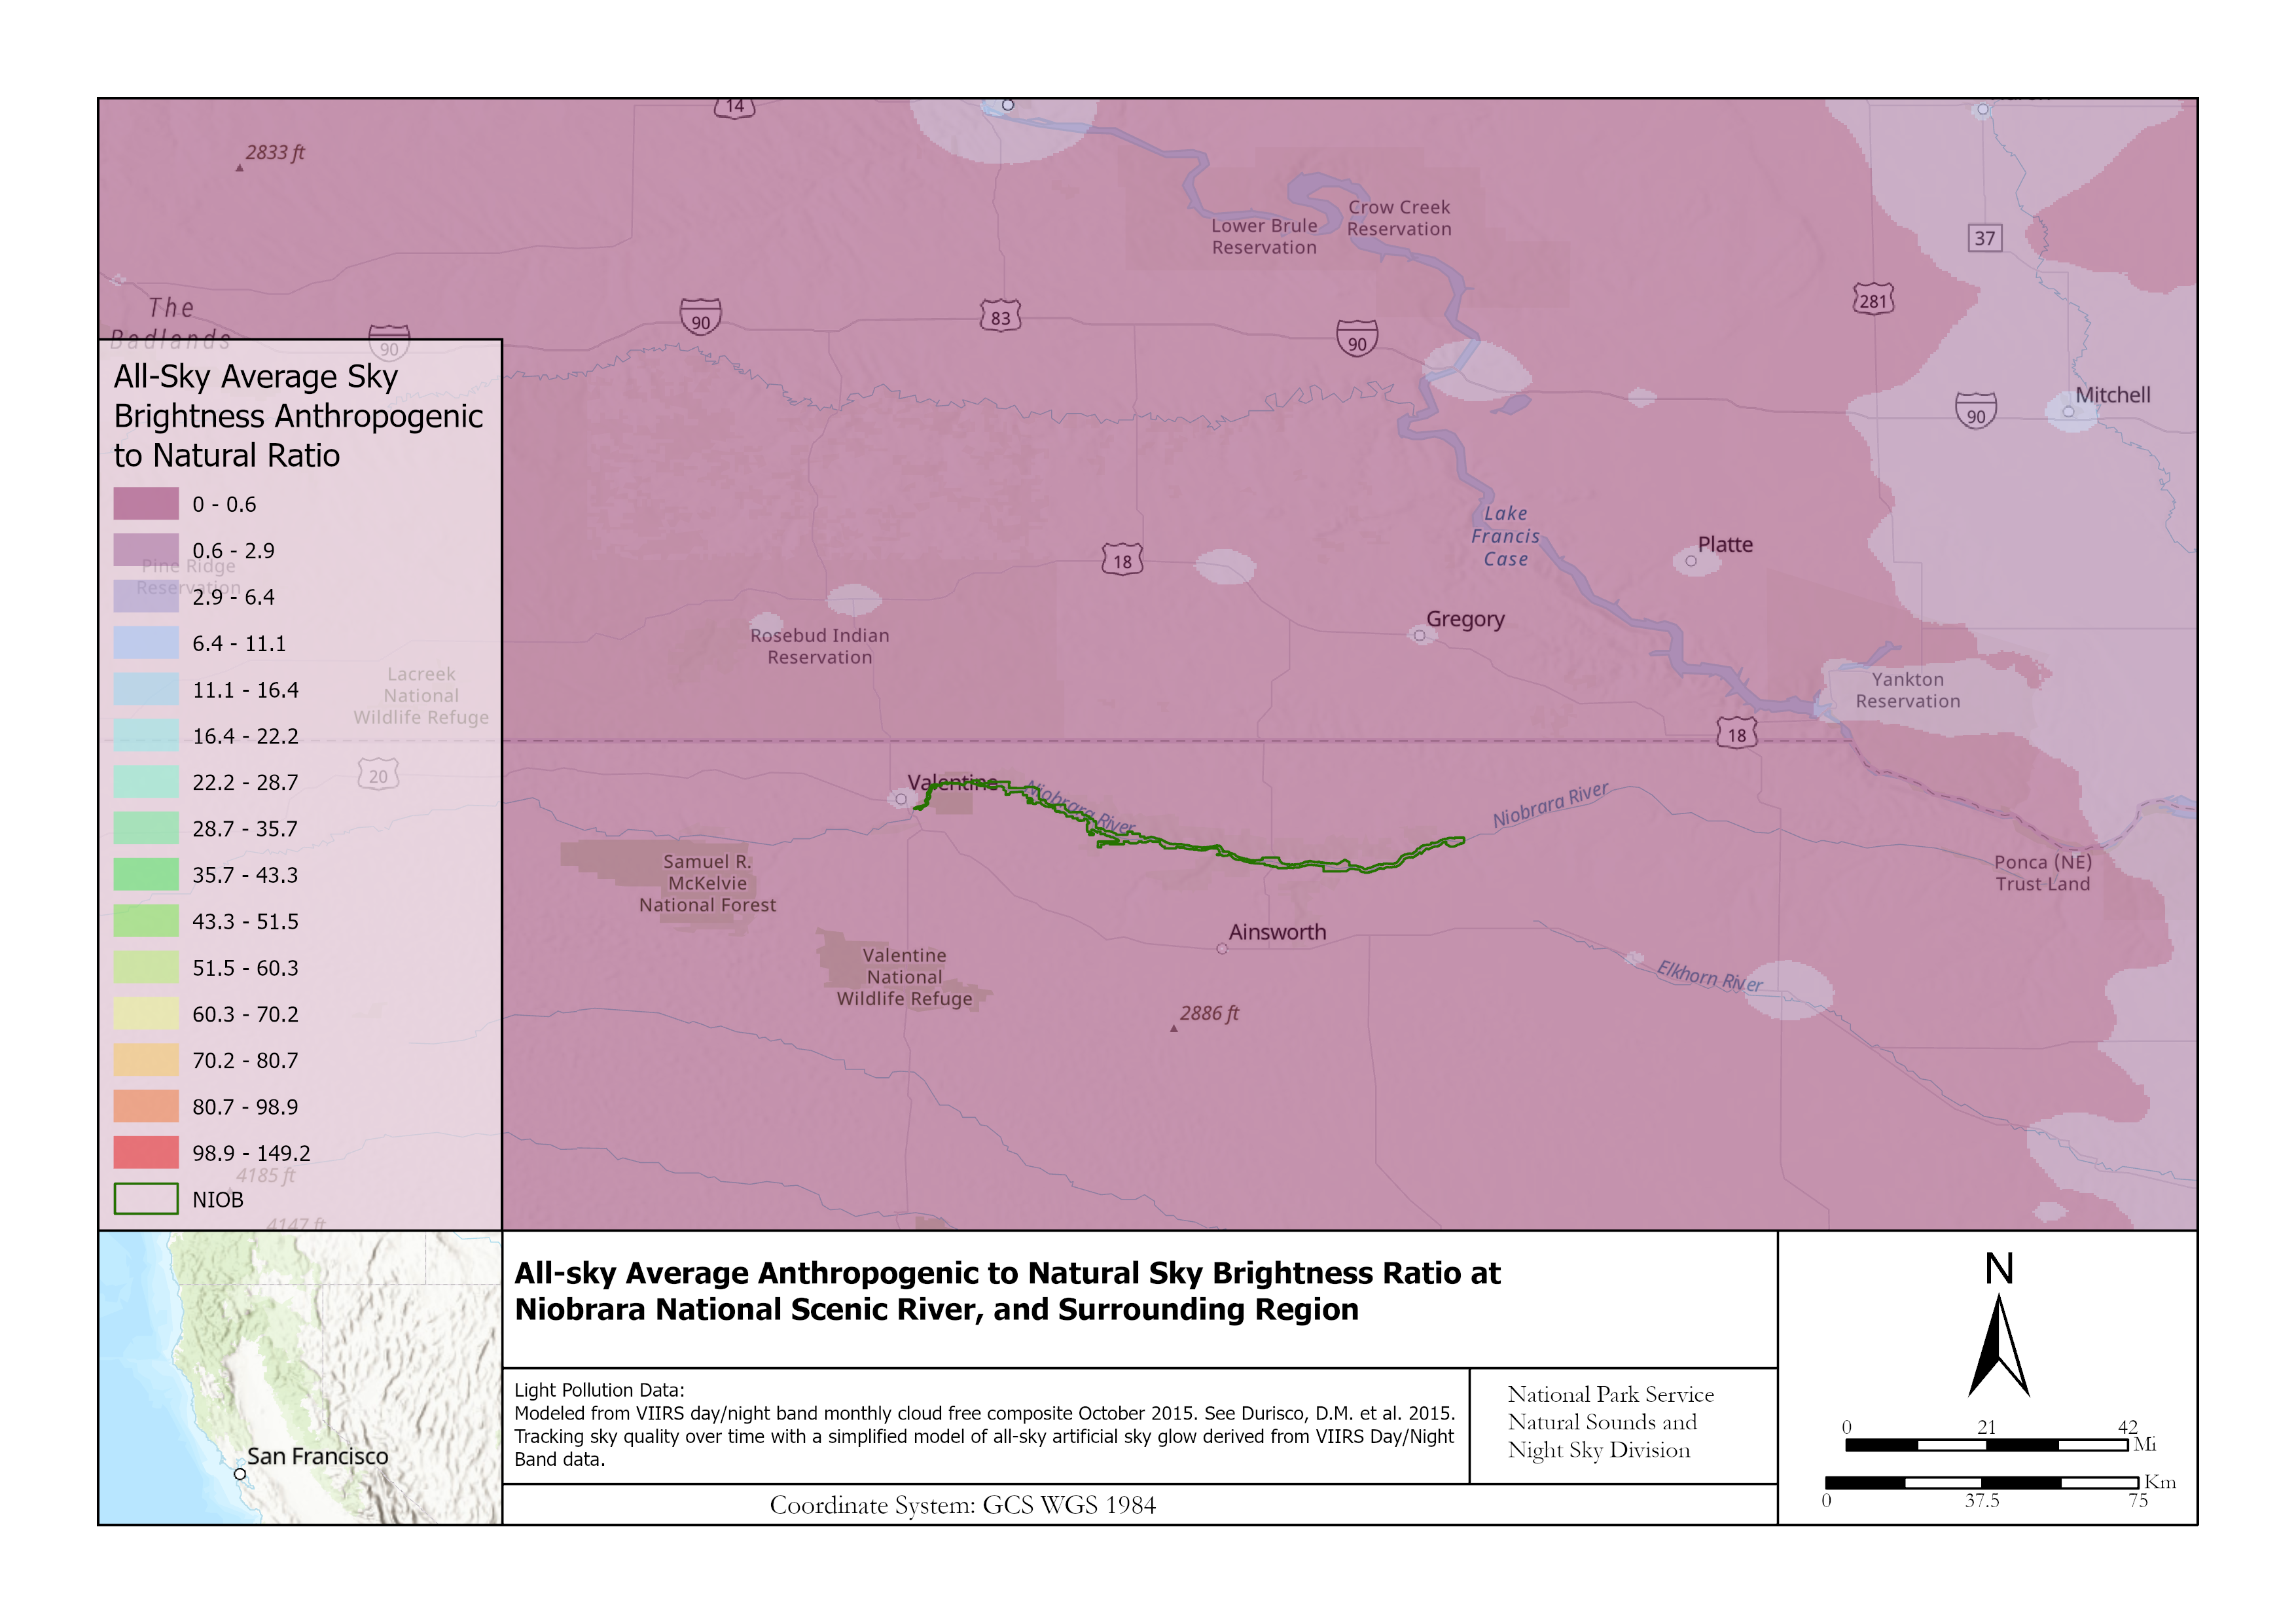 14
2833 ft
Crow Creek
Reservation
Lower Brule
Reservation
37
The
Badlands
90
90
83
90
281
90
Mitchell
Lake
Francis
Case
18
Platte
Gregory
Rosebud Indian
Reservation
Yankton
Reservation
18
Valentine
Niobrara River
Niobrara River
Samuel R.
McKelvie
National Forest
Ponca (NE)
Trust Land
Ainsworth
Valentine
National
Wildlife Refuge
Elkhorn River
2886 ft
All-Sky Average Sky
Brightness Anthropogenic
to Natural Ratio
0 - 0.6
0.6 - 2.9
Pine Ridge
Reservation
2.9 - 6.4
6.4 - 11.1
Lacreek
National
Wildlife Refuge
11.1 - 16.4
16.4 - 22.2
20
22.2 - 28.7
28.7 - 35.7
35.7 - 43.3
43.3 - 51.5
51.5 - 60.3
60.3 - 70.2
70.2 - 80.7
80.7 - 98.9
98.9 - 149.2
4185 ft
NIOB
4147 ft
San Francisco
All-sky Average Anthropogenic to Natural Sky Brightness Ratio at
Niobrara National Scenic River, and Surrounding Region
Light Pollution Data:
Modeled from VIIRS day/night band monthly cloud free composite October 2015. See Durisco, D.M. et al. 2015.
Tracking sky quality over time with a simplified model of all-sky artificial sky glow derived from VIIRS Day/Night
Band data.
National Park Service
Natural Sounds and
Night Sky Division
Coordinate System: GCS WGS 1984
N
0 21 42
Mi
Km
0 37.5 75